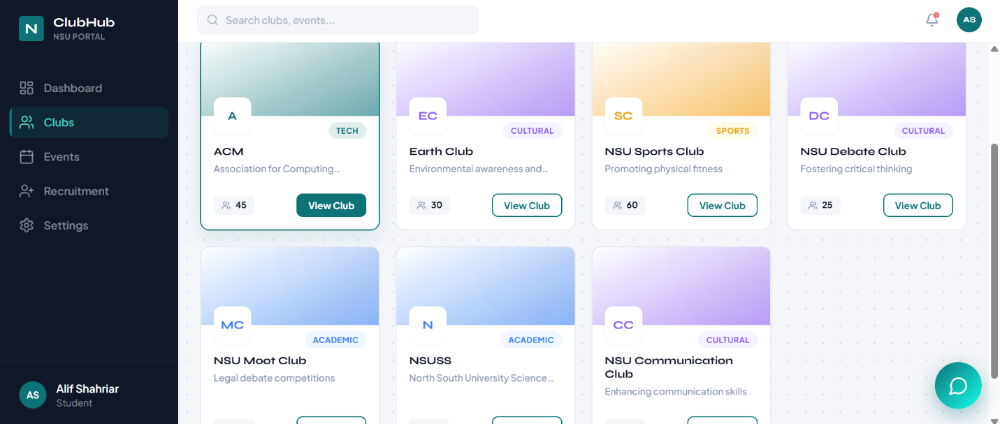 N
ClubHub
NSU PORTAL
Search clubs, events...
AS
Dashboard
Clubs
Events
Recruitment
Settings
AS
Alif Shahriar
Student
A
TECH
ACM
Association for Computing...
45
View Club
EC
CULTURAL
Earth Club
Environmental awareness and...
30
View Club
SC
SPORTS
NSU Sports Club
Promoting physical fitness
60
View Club
DC
CULTURAL
NSU Debate Club
Fostering critical thinking
25
View Club
MC
ACADEMIC
NSU Moot Club
Legal debate competitions
N
ACADEMIC
NSUSS
North South University Science...
CC
CULTURAL
NSU Communication
Club
Enhancing communication skills